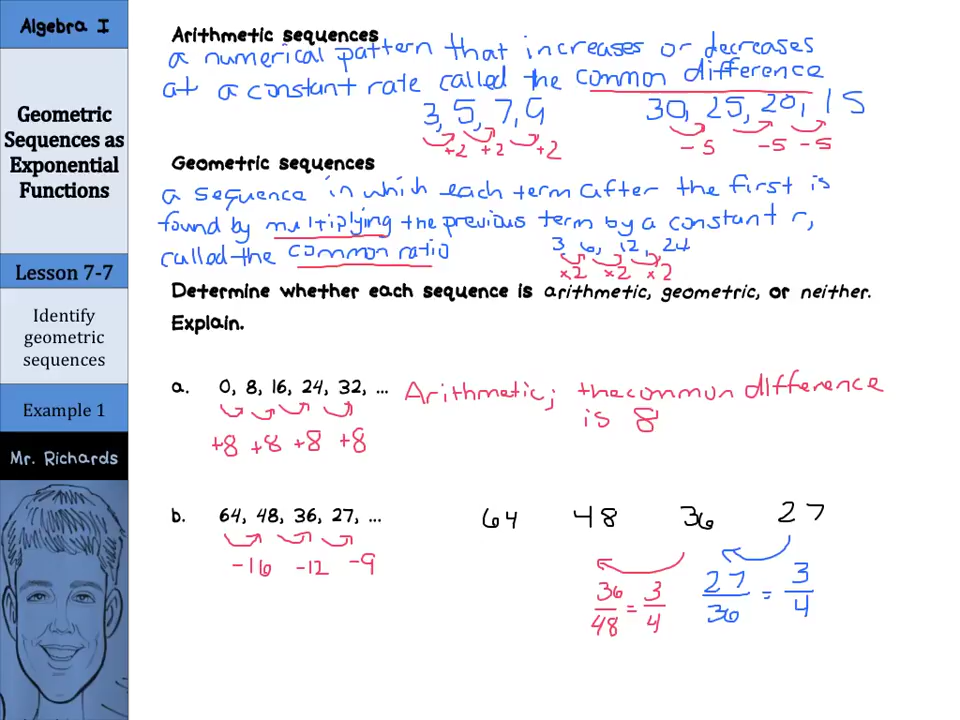 Algebra I
Geometric
Sequences as
Exponential
Functions
Lesson 7-7
Identify
geometric
sequences
Example 1
Mr. Richards
Arithmetic sequences
a numerical pattern that increases or decreases
at a constant rate called the common difference
3, 5, 7, 9 30, 25, 20, 15
+2 +2 +2 -5 -5 -5
Geometric sequences
a sequence in which each term after the first is
found by multiplying the previous term by a constant r,
called the common ratio 3 6, 12, 24
×2 ×2 ×2
Determine whether each sequence is arithmetic, geometric, or neither.
Explain.
a. 0, 8, 16, 24, 32, ... Arithmetic; the common difference
is 8
+8 +8 +8 +8
b. 64, 48, 36, 27, ... 64 48 36 27
-16 -12 -9
36/48 = 3/4 27/36 = 3/4